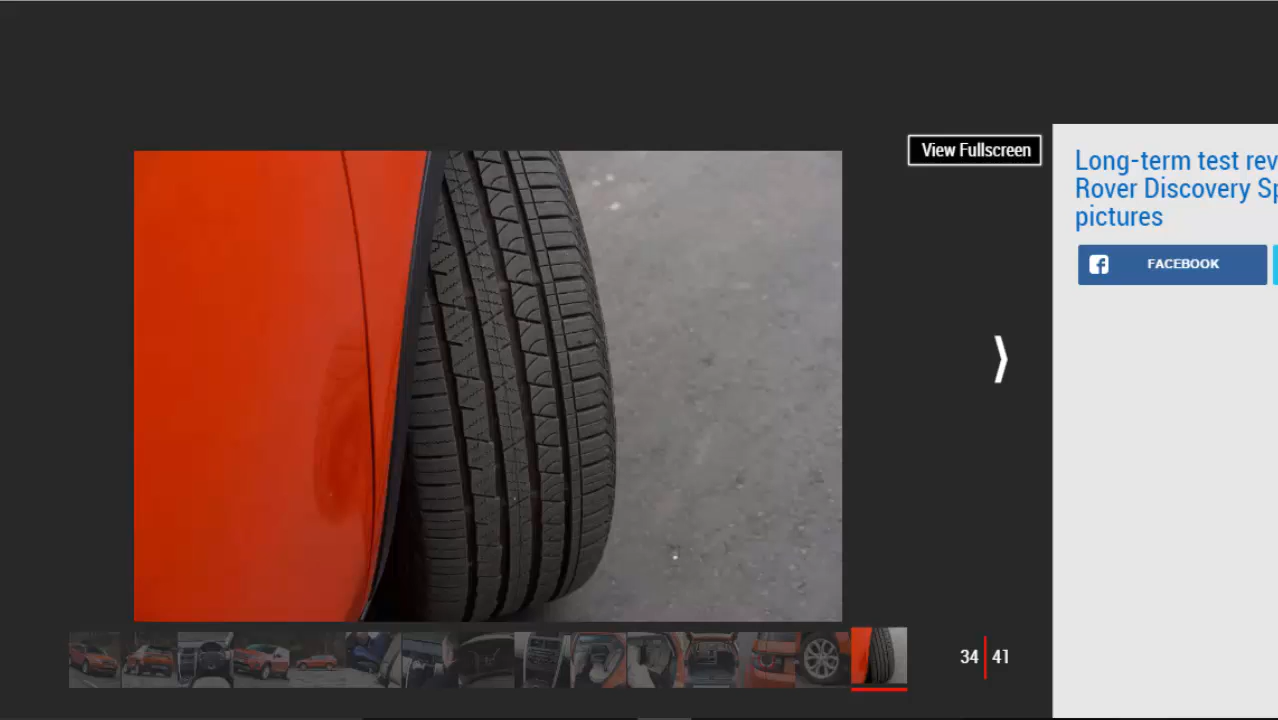 View Fullscreen
Long-term test rev
Rover Discovery Sp
pictures
FACEBOOK
34 41